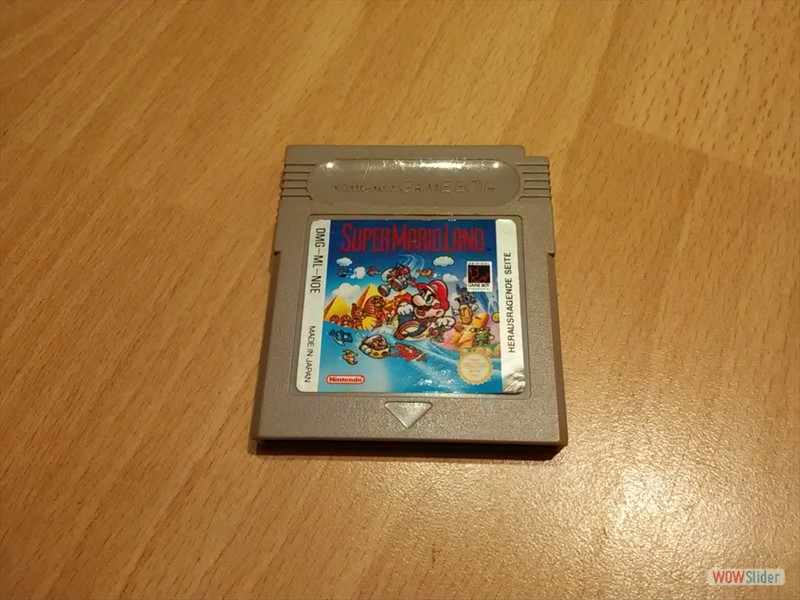 Nintendo GAME BOY
SUPER MARIO LAND
DMG-ML-NOE
MADE IN JAPAN
HERAUSRAGENDE SEITE
GAME BOY
Nintendo
WOWSlider